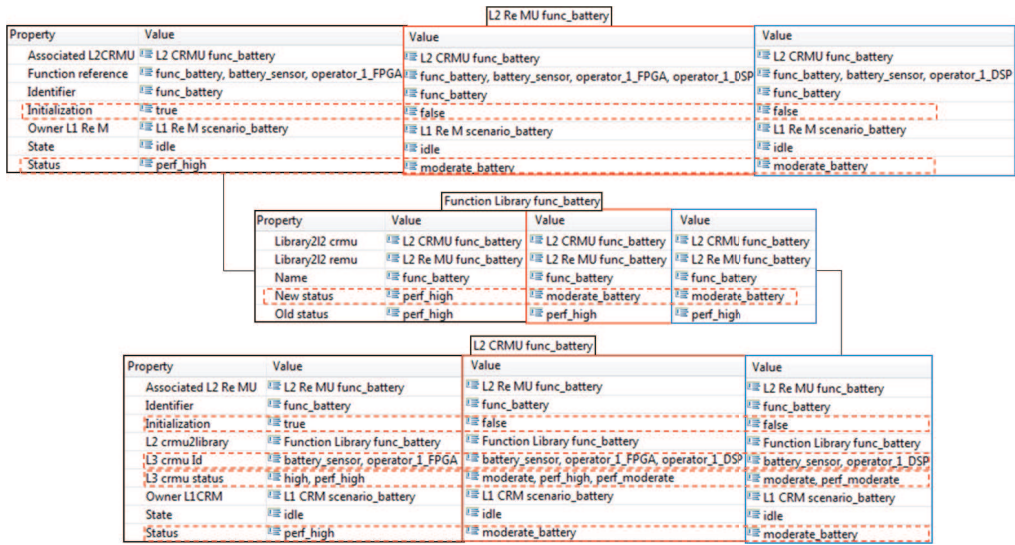 L2 Re MU func_battery
Property Value Value Value
Associated L2CRMU L2 CRMU func_battery L2 CRMU func_battery L2 CRMU func_battery
Function reference func_battery, battery_sensor, operator_1_FPGA func_battery, battery_sensor, operator_1_FPGA, operator_1_DSP func_battery, battery_sensor, operator_1_DSP
Identifier func_battery func_battery func_battery
Initialization true false false
Owner L1 Re M L1 Re M scenario_battery L1 Re M scenario_battery L1 Re M scenario_battery
State idle idle idle
Status perf_high moderate_battery moderate_battery
Function Library func_battery
Property Value Value Value
Library2l2 crmu L2 CRMU func_battery L2 CRMU func_battery L2 CRMU func_battery
Library2l2 remu L2 Re MU func_battery L2 Re MU func_battery L2 Re MU func_battery
Name func_battery func_battery func_battery
New status perf_high moderate_battery moderate_battery
Old status perf_high perf_high perf_high
L2 CRMU func_battery
Property Value Value Value
Associated L2 Re MU L2 Re MU func_battery L2 Re MU func_battery L2 Re MU func_battery
Identifier func_battery func_battery func_battery
Initialization true false false
L2 crmu2library Function Library func_battery Function Library func_battery Function Library func_battery
L3 crmu Id battery_sensor, operator_1_FPGA battery_sensor, operator_1_FPGA, operator_1_DSP battery_sensor, operator_1_DSP
L3 crmu status high, perf_high moderate, perf_high, perf_moderate moderate, perf_moderate
Owner L1CRM L1 CRM scenario_battery L1 CRM scenario_battery L1 CRM scenario_battery
State idle idle idle
Status perf_high moderate_battery moderate_battery